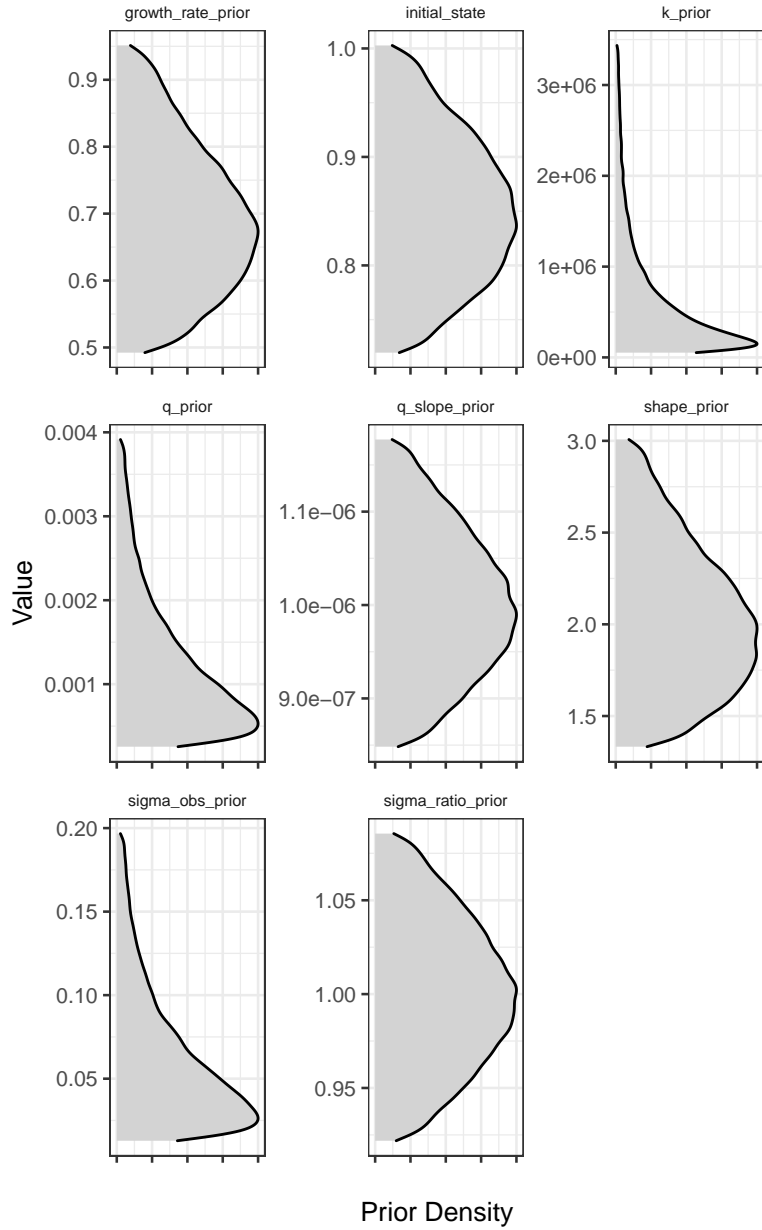 growth_rate_prior
0.9
0.8
0.7
0.6
0.5
initial_state
1.0
0.9
0.8
k_prior
3e+06
2e+06
1e+06
0e+00
Value
q_prior
0.004
0.003
0.002
0.001
q_slope_prior
1.1e−06
1.0e−06
9.0e−07
shape_prior
3.0
2.5
2.0
1.5
sigma_obs_prior
0.20
0.15
0.10
0.05
sigma_ratio_prior
1.05
1.00
0.95
Prior Density